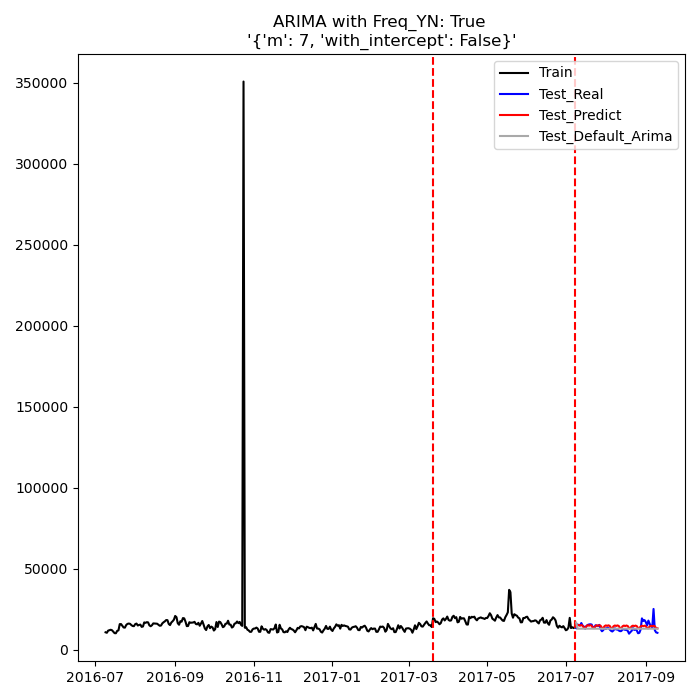 ARIMA with Freq_YN: True
'{'m': 7, 'with_intercept': False}'
Train
Test_Real
Test_Predict
Test_Default_Arima
350000
300000
250000
200000
150000
100000
50000
0
2016-07 2016-09 2016-11 2017-01 2017-03 2017-05 2017-07 2017-09